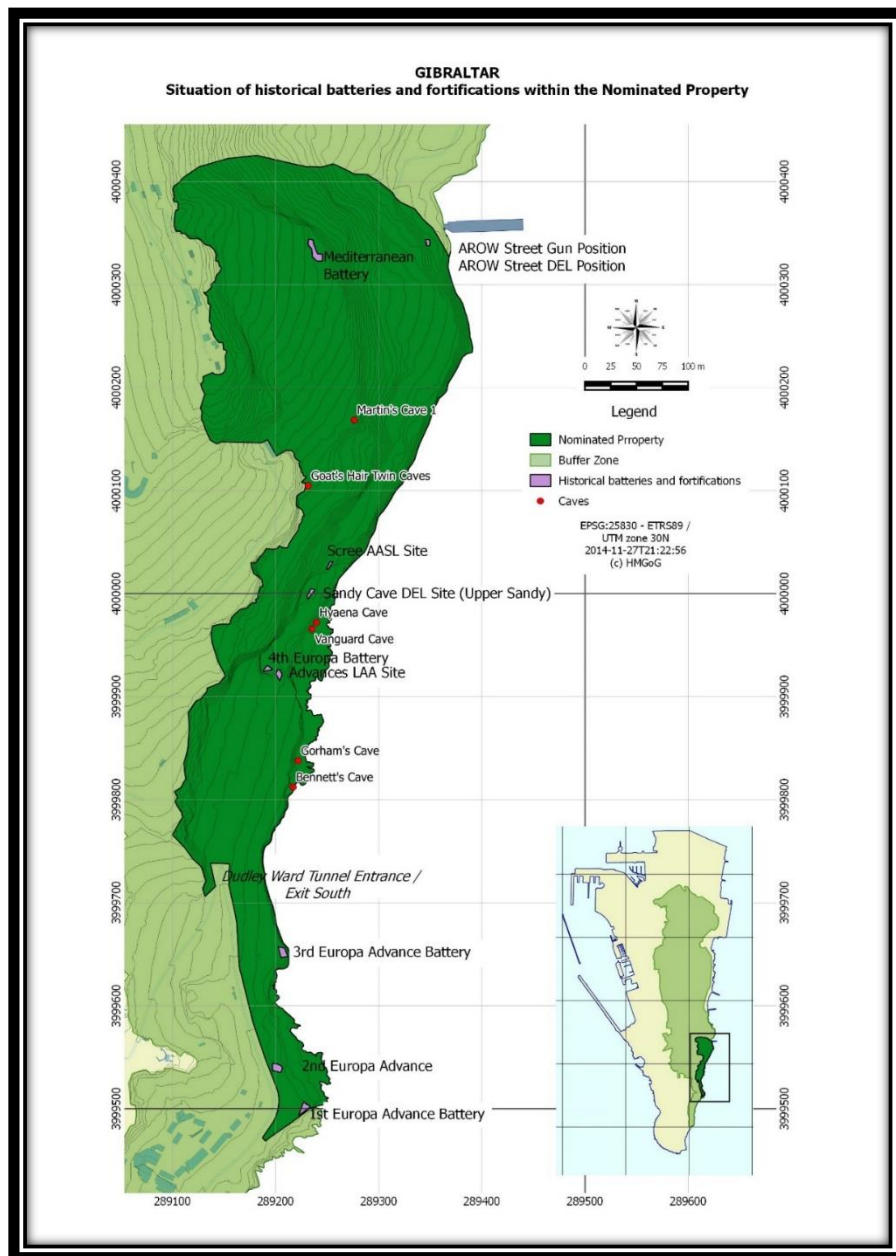 GIBRALTAR
Situation of historical batteries and fortifications within the Nominated Property
4000400
4000400
Mediterranean
Battery
AROW Street Gun Position
AROW Street DEL Position
4000300
4000300
N
W
E
S
0 25 50 75 100 m
4000200
4000200
Legend
Martin's Cave 1
Nominated Property
Buffer Zone
Goat's Hair Twin Caves
Historical batteries and fortifications
4000100
4000100
Caves
EPSG:25830 - ETRS89 /
UTM zone 30N
2014-11-27T21:22:56
(c) HMGoG
Scree AASL Site
4000000
4000000
Sandy Cave DEL Site (Upper Sandy)
Hyaena Cave
Vanguard Cave
4th Europa Battery
Advances LAA Site
3999900
3999900
Gorham's Cave
Bennett's Cave
3999800
3999800
Dudley Ward Tunnel Entrance /
Exit South
3999700
3999700
3rd Europa Advance Battery
3999600
3999600
2nd Europa Advance
1st Europa Advance Battery
3999500
3999500
289100 289200 289300 289400 289500 289600